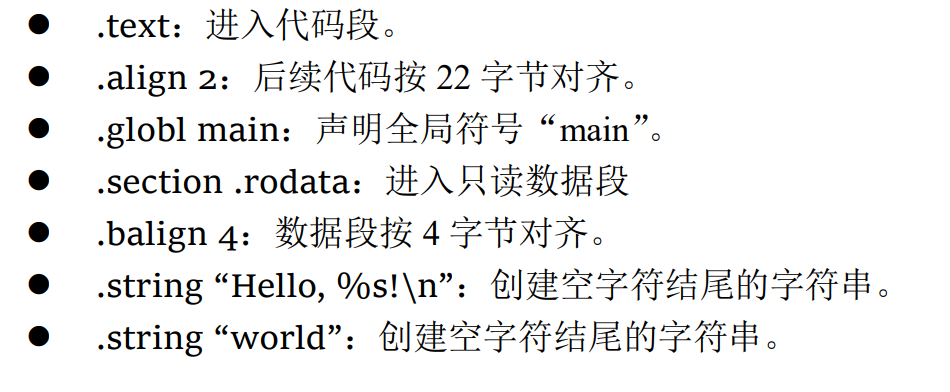 ● .text：进入代码段。
● .align 2：后续代码按 22 字节对齐。
● .globl main：声明全局符号“main”。
● .section .rodata：进入只读数据段
● .balign 4：数据段按 4 字节对齐。
● .string “Hello, %s!\n”：创建空字符结尾的字符串。
● .string “world”：创建空字符结尾的字符串。